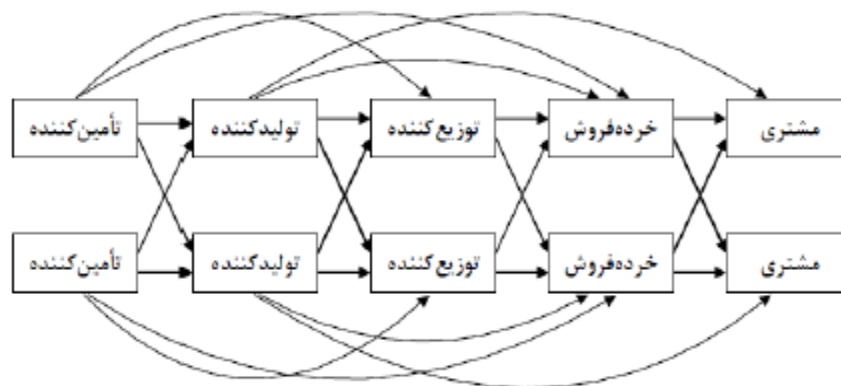 تأمین‌کننده
تولیدکننده
توزیع‌کننده
خرده‌فروش
مشتری
تأمین‌کننده
تولیدکننده
توزیع‌کننده
خرده‌فروش
مشتری